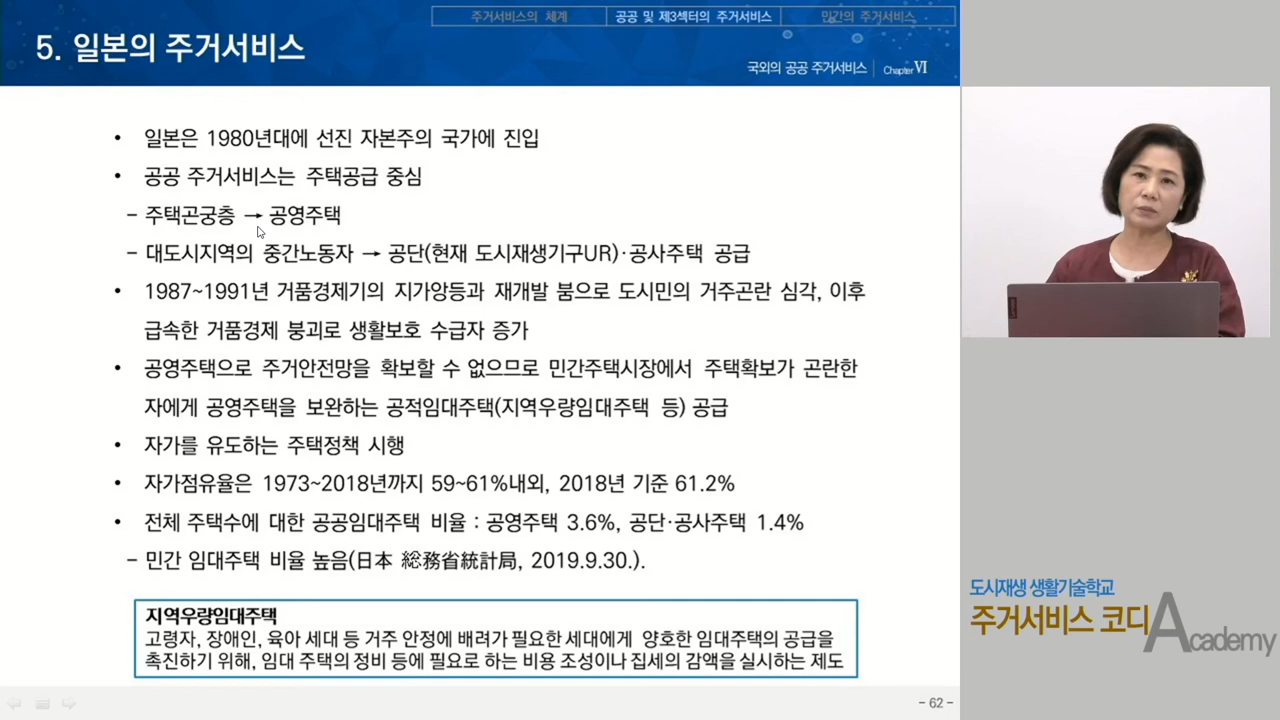 주거서비스의 체계
공공 및 제3섹터의 주거서비스
민간의 주거서비스
5. 일본의 주거서비스
국외의 공공 주거서비스 | Chapter Ⅵ
• 일본은 1980년대에 선진 자본주의 국가에 진입
• 공공 주거서비스는 주택공급 중심
– 주택곤궁층 → 공영주택
– 대도시지역의 중간노동자 → 공단(현재 도시재생기구UR)·공사주택 공급
• 1987~1991년 거품경제기의 지가앙등과 재개발 붐으로 도시민의 거주곤란 심각, 이후
급속한 거품경제 붕괴로 생활보호 수급자 증가
• 공영주택으로 주거안전망을 확보할 수 없으므로 민간주택시장에서 주택확보가 곤란한
자에게 공영주택을 보완하는 공적임대주택(지역우량임대주택 등) 공급
• 자가를 유도하는 주택정책 시행
• 자가점유율은 1973~2018년까지 59~61%내외, 2018년 기준 61.2%
• 전체 주택수에 대한 공공임대주택 비율 : 공영주택 3.6%, 공단·공사주택 1.4%
– 민간 임대주택 비율 높음(日本 総務省統計局, 2019.9.30.).
지역우량임대주택
고령자, 장애인, 육아 세대 등 거주 안정에 배려가 필요한 세대에게 양호한 임대주택의 공급을
촉진하기 위해, 임대 주택의 정비 등에 필요로 하는 비용 조성이나 집세의 감액을 실시하는 제도
- 62 -
Lenovo
도시재생 생활기술학교
주거서비스 코디 Academy